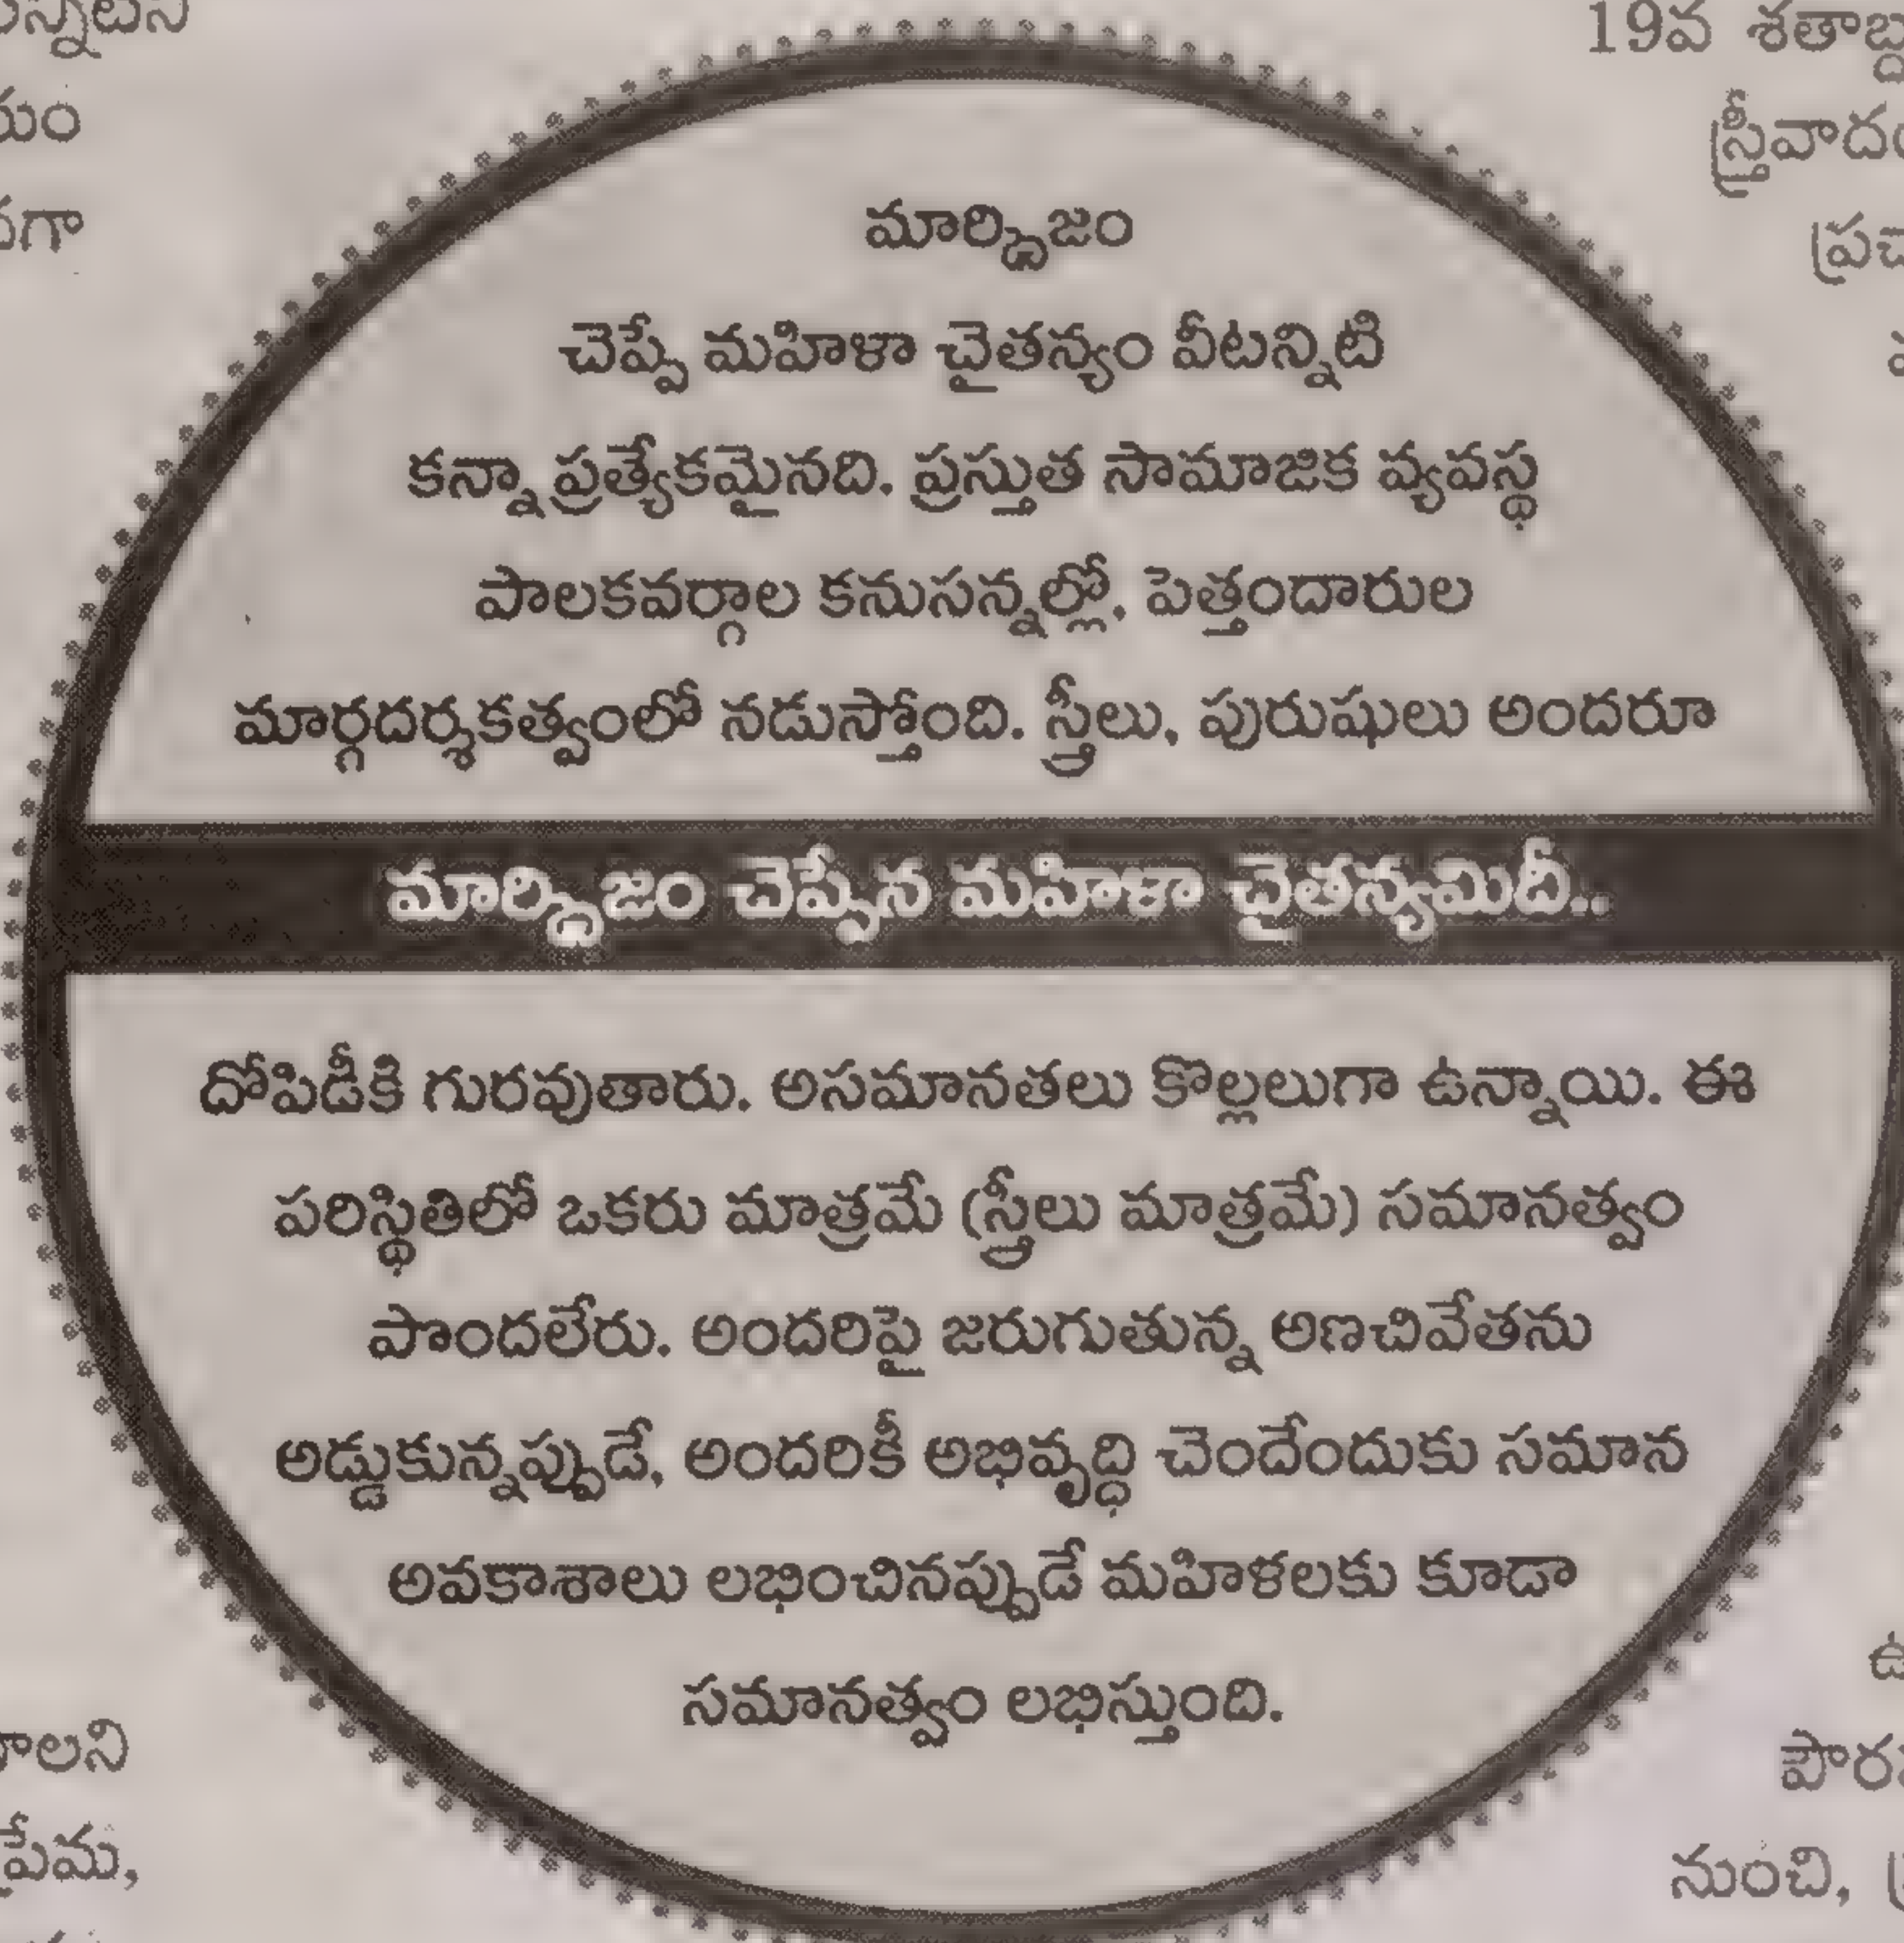 19వ
మార్క్సిజం
చెప్పే మహిళా చైతన్యం వీటన్నిటి
కన్నా ప్రత్యేకమైనది. ప్రస్తుత సామాజిక వ్యవస్థ
పాలకవర్గాల కనుసన్నల్లో, పెత్తందారుల
మార్గదర్శకత్వంలో నడుస్తోంది. స్త్రీలు, పురుషులు అందరూ
మార్క్సిజం చెప్పేన మహిళా చైతన్యమిదీ..
దోపిడీకి గురవుతారు. అసమానతలు కొల్లలుగా ఉన్నాయి. ఈ
పరిస్థితిలో ఒకరు మాత్రమే (స్త్రీలు మాత్రమే) సమానత్వం
పొందలేరు. అందరిపై జరుగుతున్న అణచివేతను
అడ్డుకున్నప్పుడే, అందరికీ అభివృద్ధి చెందేందుకు సమాన
అవకాశాలు లభించినప్పుడే మహిళలకు కూడా
సమానత్వం లభిస్తుంది.
నుంచి,